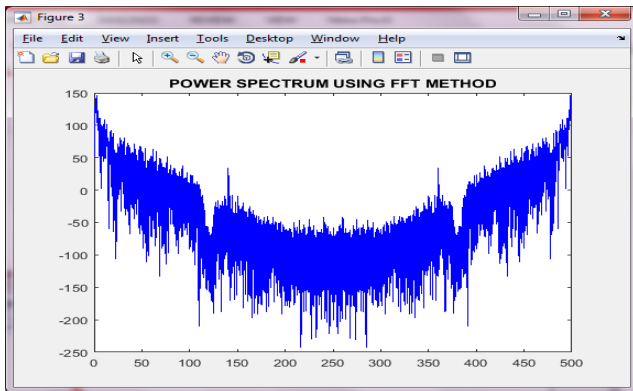 Figure 3
File Edit View Insert Tools Desktop Window Help
POWER SPECTRUM USING FFT METHOD
150
100
50
0
-50
-100
-150
-200
-250
0 50 100 150 200 250 300 350 400 450 500